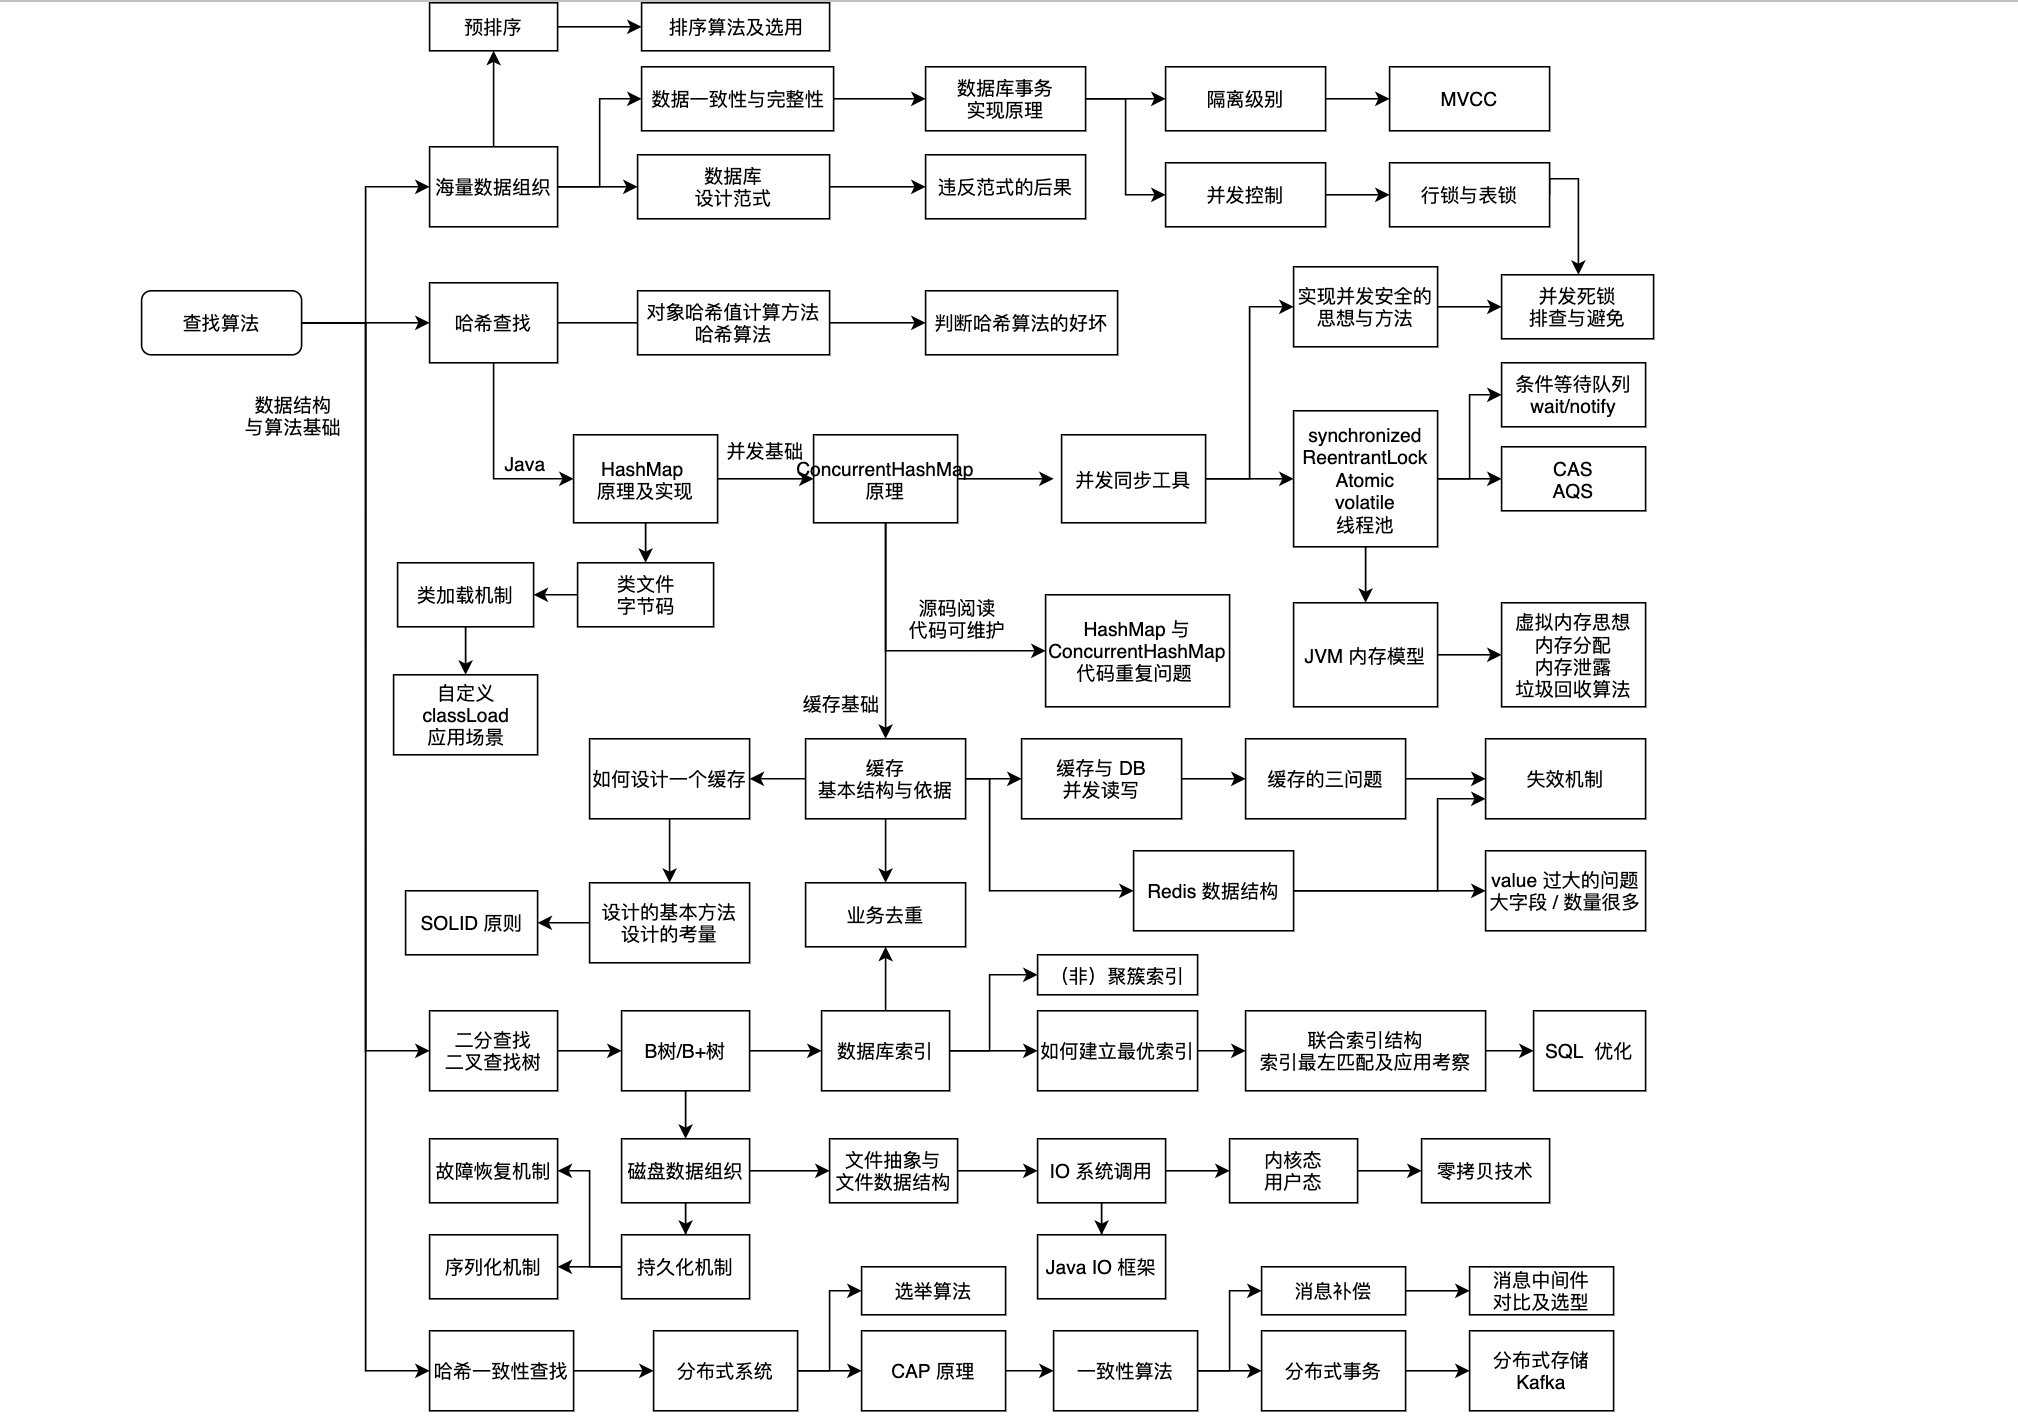 预排序
排序算法及选用
数据一致性与完整性
数据库事务
实现原理
隔离级别
MVCC
海量数据组织
数据库
设计范式
违反范式的后果
并发控制
行锁与表锁
查找算法
哈希查找
对象哈希值计算方法
哈希算法
判断哈希算法的好坏
实现并发安全的
思想与方法
并发死锁
排查与避免
数据结构
与算法基础
条件等待队列
wait/notify
Java
HashMap
原理及实现
并发基础
ConcurrentHashMap
原理
并发同步工具
synchronized
ReentrantLock
Atomic
volatile
线程池
CAS
AQS
类加载机制
类文件
字节码
源码阅读
代码可维护
HashMap 与
ConcurrentHashMap
代码重复问题
JVM 内存模型
虚拟内存思想
内存分配
内存泄露
垃圾回收算法
自定义
classLoad
应用场景
缓存基础
如何设计一个缓存
缓存
基本结构与依据
缓存与 DB
并发读写
缓存的三问题
失效机制
SOLID 原则
设计的基本方法
设计的考量
业务去重
Redis 数据结构
value 过大的问题
大字段 / 数量很多
（非）聚簇索引
二分查找
二叉查找树
B树/B+树
数据库索引
如何建立最优索引
联合索引结构
索引最左匹配及应用考察
SQL 优化
故障恢复机制
磁盘数据组织
文件抽象与
文件数据结构
IO 系统调用
内核态
用户态
零拷贝技术
序列化机制
持久化机制
Java IO 框架
选举算法
消息补偿
消息中间件
对比及选型
哈希一致性查找
分布式系统
CAP 原理
一致性算法
分布式事务
分布式存储
Kafka